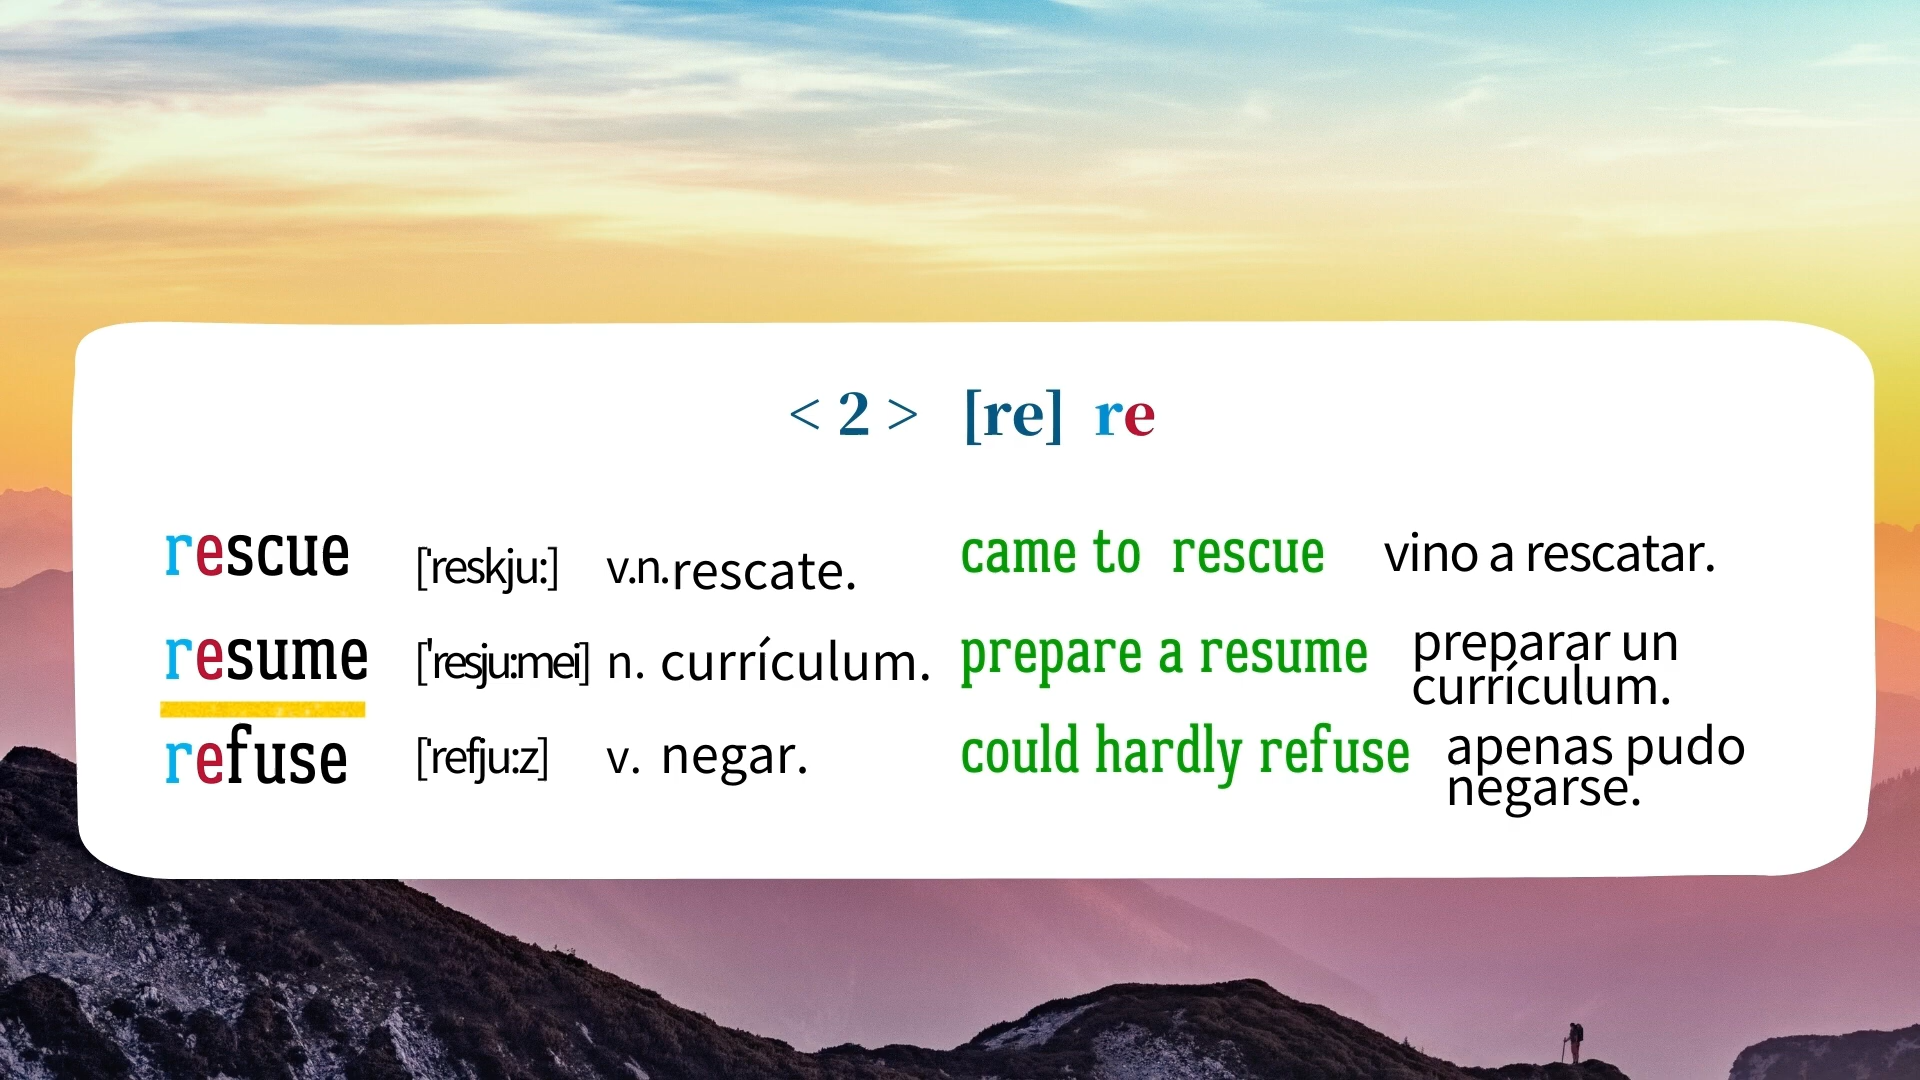 < 2 > [re] re
rescue ['reskju:] v.n.rescate. came to rescue vino a rescatar.
resume ['resju:mei] n. currículum. prepare a resume preparar un
currículum.
refuse ['refju:z] v. negar. could hardly refuse apenas pudo
negarse.